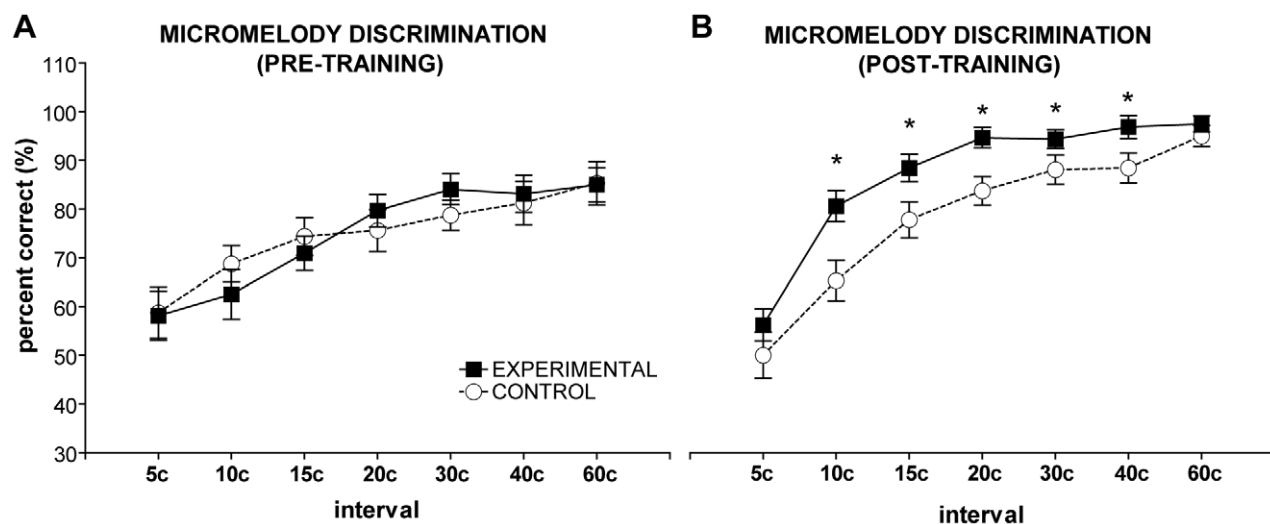 A
MICROMELODY DISCRIMINATION
(PRE-TRAINING)
110
100
90
80
70
60
50
40
30
percent correct (%)
EXPERIMENTAL
CONTROL
5c 10c 15c 20c 30c 40c 60c
interval
B
MICROMELODY DISCRIMINATION
(POST-TRAINING)
* * * * * *
5c 10c 15c 20c 30c 40c 60c
interval